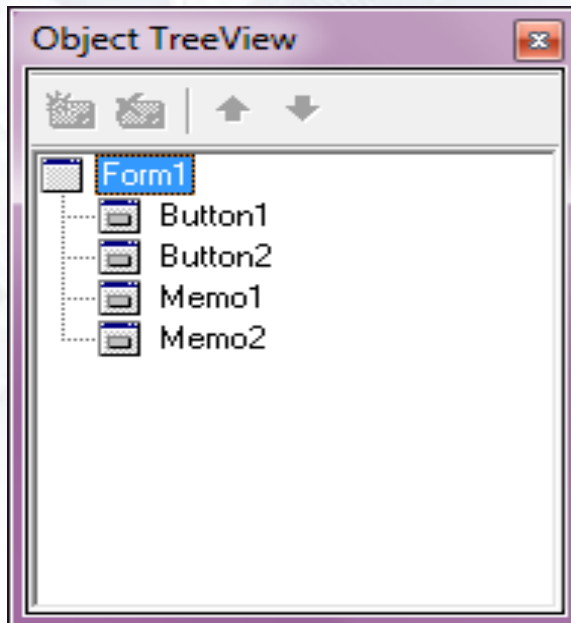 Object TreeView
Form1
Button1
Button2
Memo1
Memo2